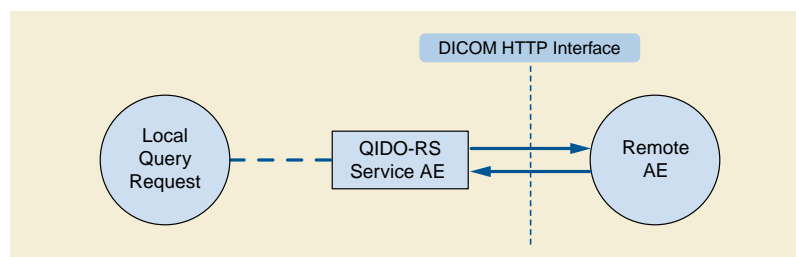 DICOM HTTP Interface
Local
Query
Request
QIDO-RS
Service AE
Remote
AE